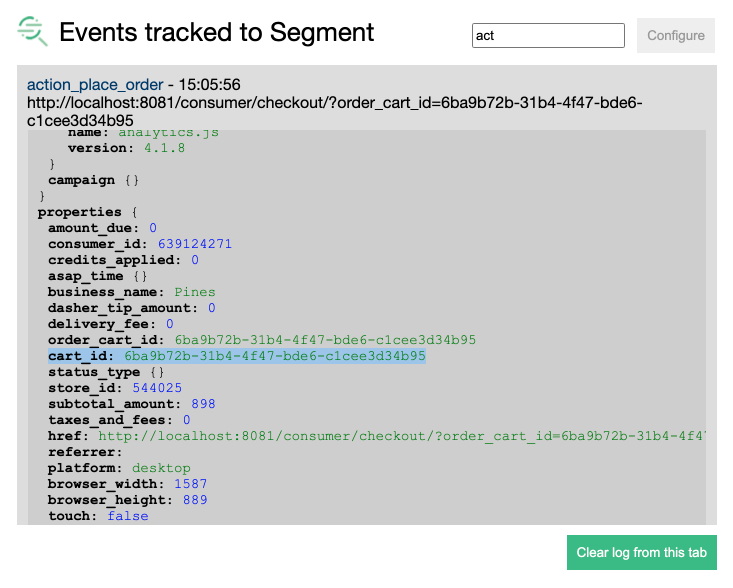 Events tracked to Segment
act
Configure
action_place_order - 15:05:56
http://localhost:8081/consumer/checkout/?order_cart_id=6ba9b72b-31b4-4f47-bde6-
c1cee3d34b95
name: analytics.js
version: 4.1.8
}
campaign {}
}
properties {
amount_due: 0
consumer_id: 639124271
credits_applied: 0
asap_time {}
business_name: Pines
dasher_tip_amount: 0
delivery_fee: 0
order_cart_id: 6ba9b72b-31b4-4f47-bde6-c1cee3d34b95
cart_id: 6ba9b72b-31b4-4f47-bde6-c1cee3d34b95
status_type {}
store_id: 544025
subtotal_amount: 898
taxes_and_fees: 0
href: http://localhost:8081/consumer/checkout/?order_cart_id=6ba9b72b-31b4-4f4
referrer:
platform: desktop
browser_width: 1587
browser_height: 889
touch: false
Clear log from this tab